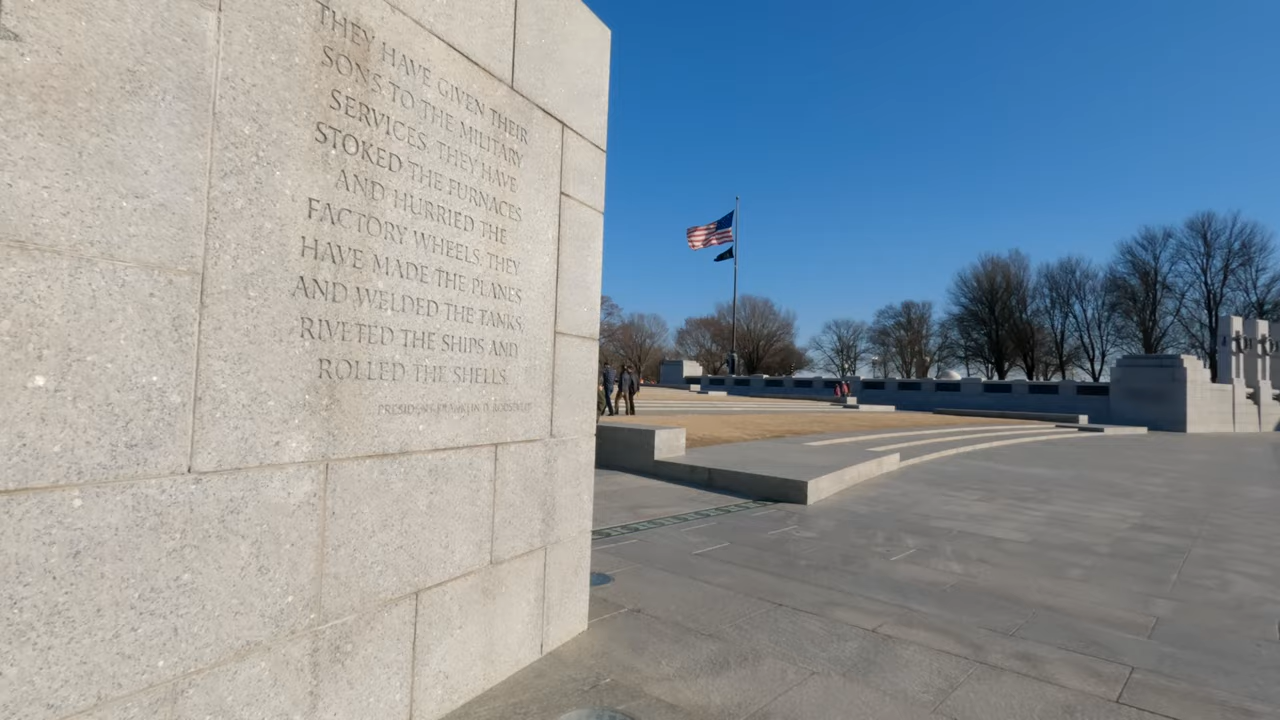 THEY HAVE GIVEN THEIR
SONS TO THE MILITARY
SERVICES. THEY HAVE
STOKED THE FURNACES
AND HURRIED THE
FACTORY WHEELS. THEY
HAVE MADE THE PLANES
AND WELDED THE TANKS,
RIVETED THE SHIPS AND
ROLLED THE SHELLS.
PRESIDENT FRANKLIN D. ROOSEVELT